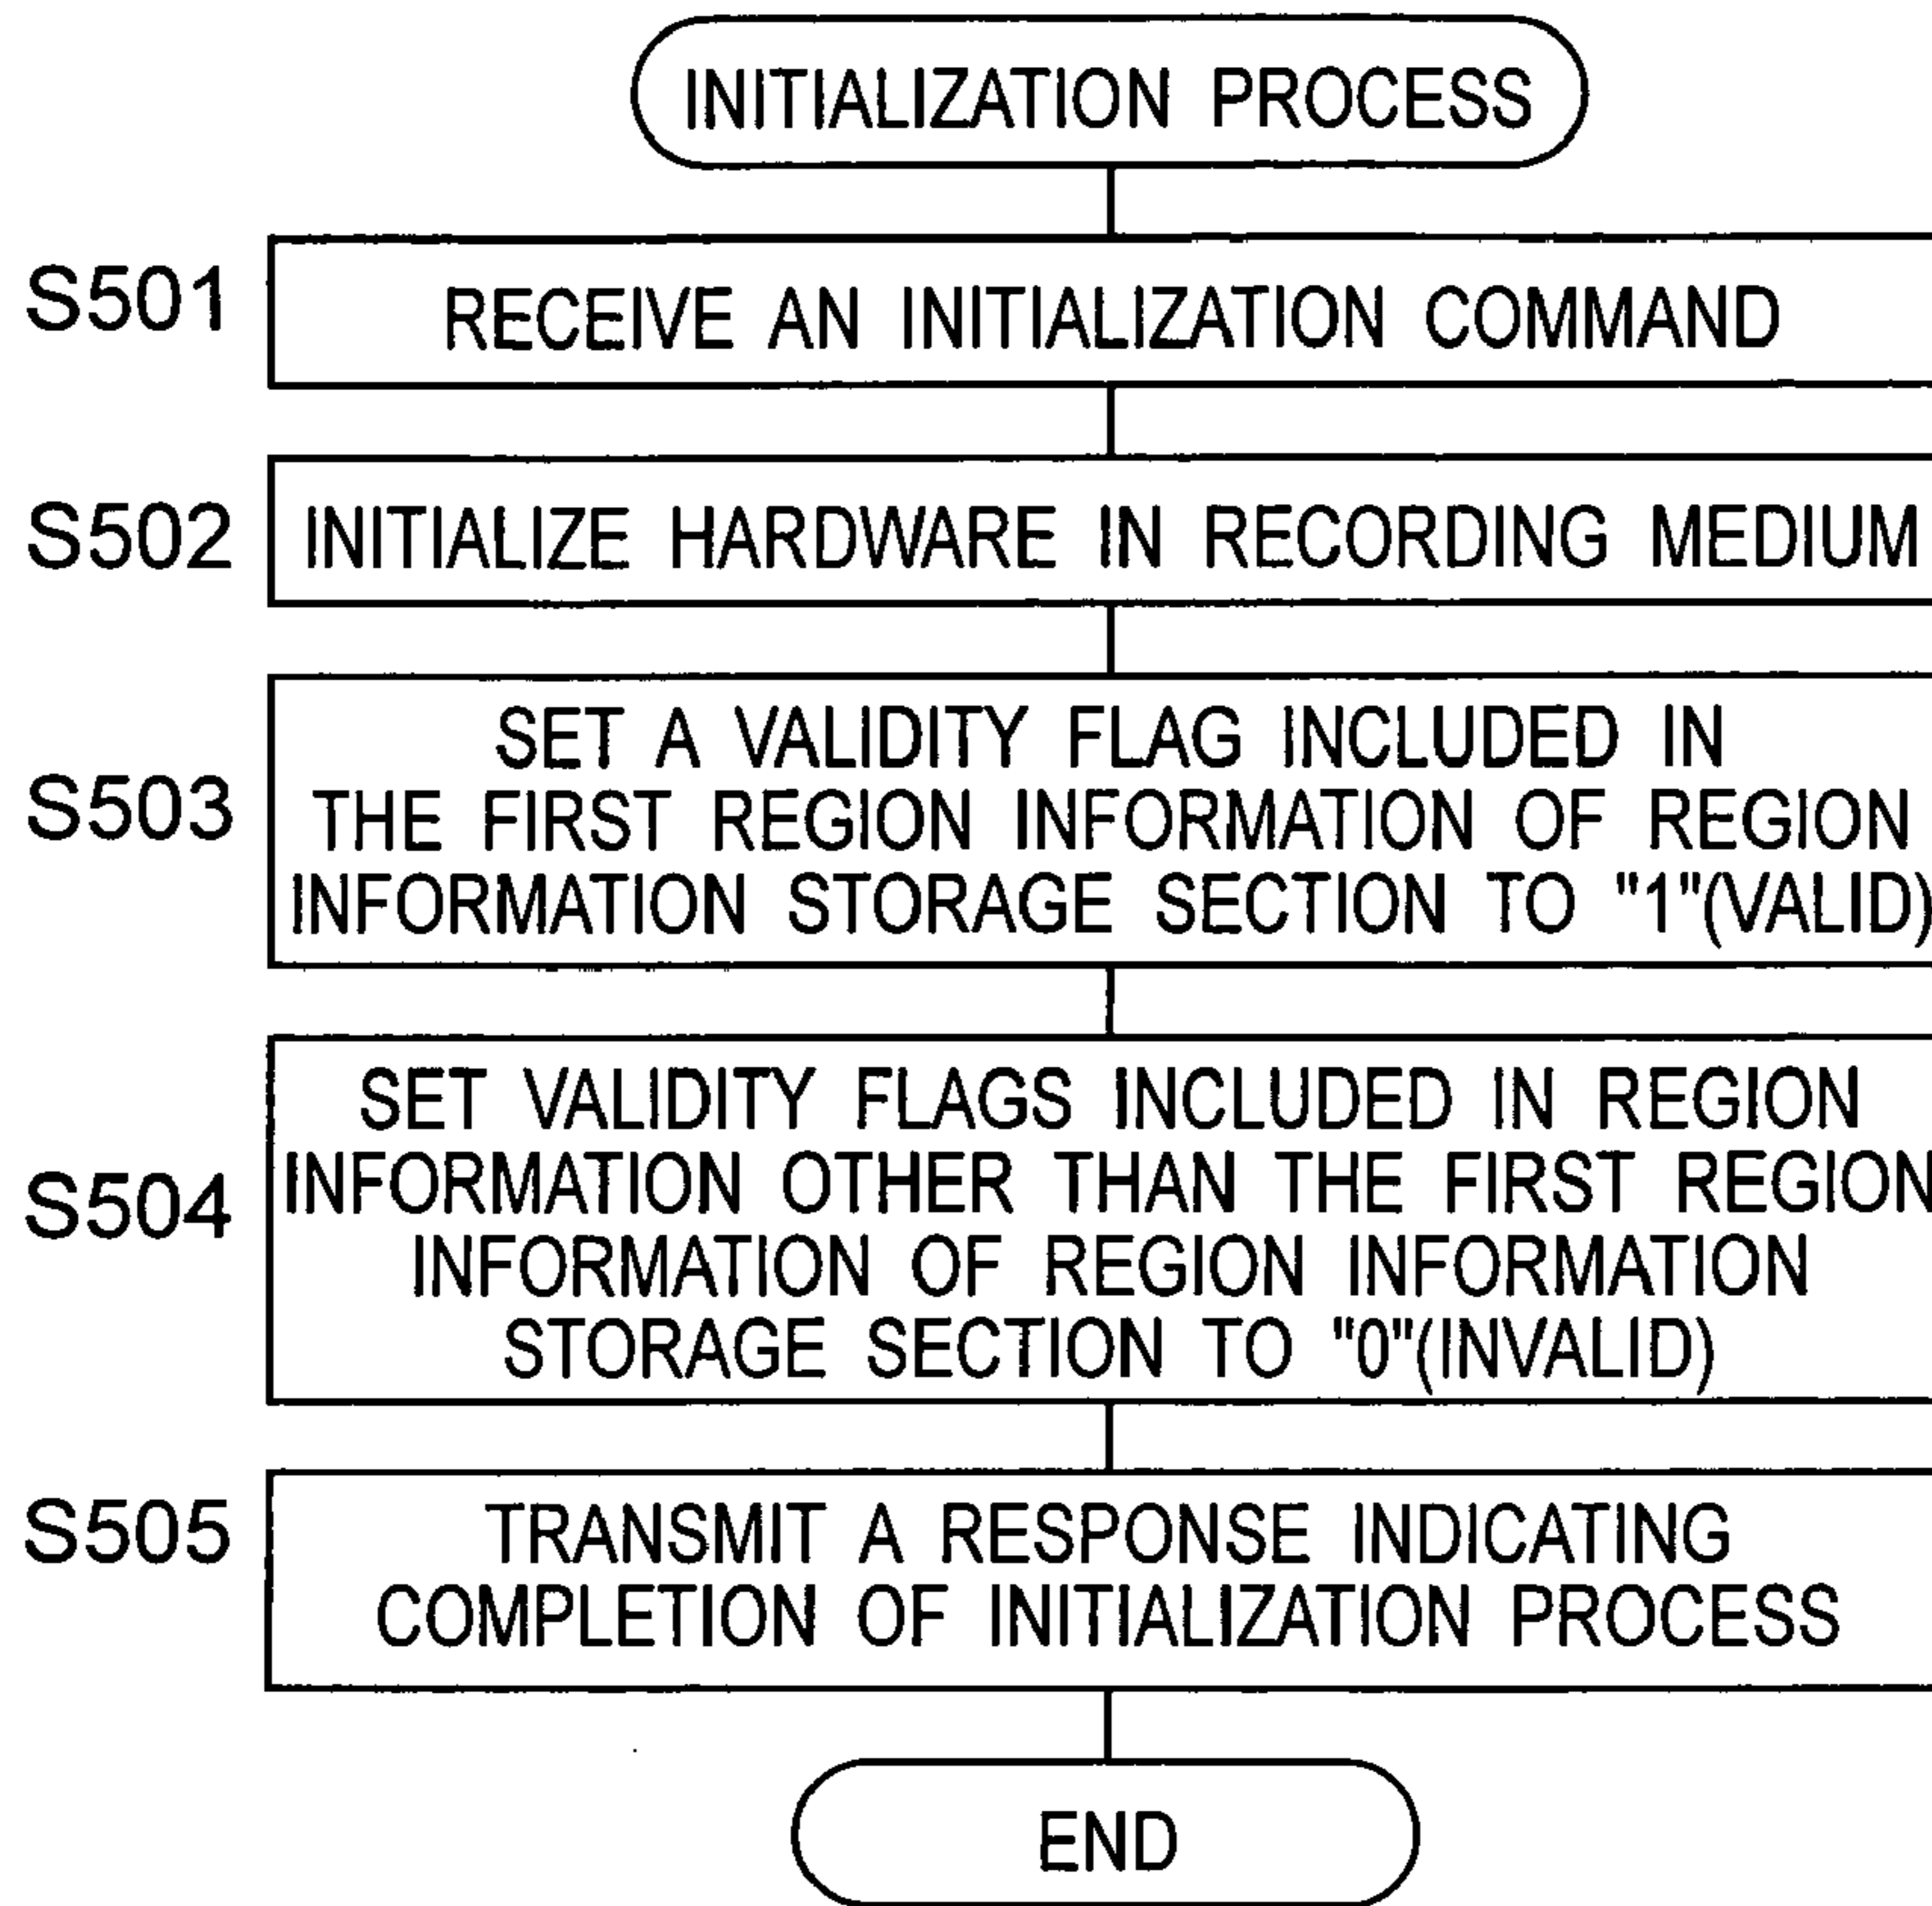 INITIALIZATION PROCESS
S501
RECEIVE AN INITIALIZATION COMMAND
S502
INITIALIZE HARDWARE IN RECORDING MEDIUM
S503
SET A VALIDITY FLAG INCLUDED IN
THE FIRST REGION INFORMATION OF REGION
INFORMATION STORAGE SECTION TO "1"(VALID)
S504
SET VALIDITY FLAGS INCLUDED IN REGION
INFORMATION OTHER THAN THE FIRST REGION
INFORMATION OF REGION INFORMATION
STORAGE SECTION TO "0"(INVALID)
S505
TRANSMIT A RESPONSE INDICATING
COMPLETION OF INITIALIZATION PROCESS
END